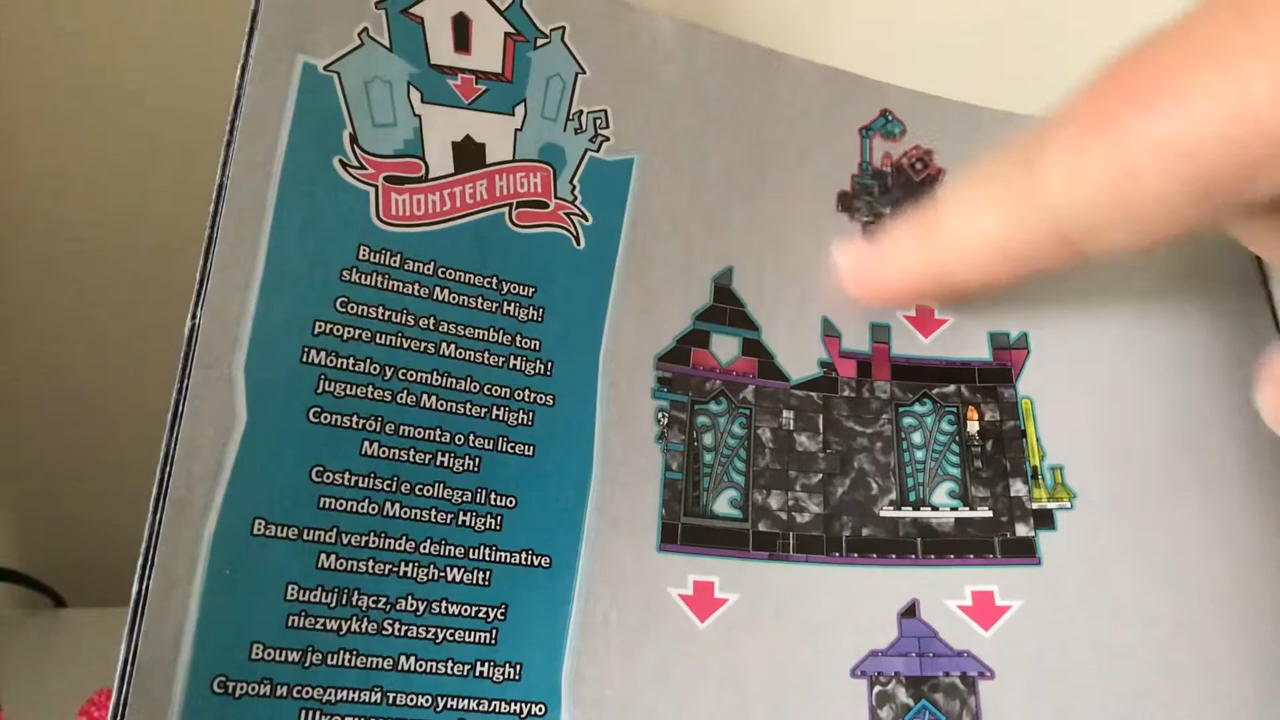 MONSTER HIGH
Build and connect your
skultimate Monster High!
Construis et assemble ton
propre univers Monster High!
¡Móntalo y combínalo con otros
juguetes de Monster High!
Constrói e monta o teu liceu
Monster High!
Costruisci e collega il tuo
mondo Monster High!
Baue und verbinde deine ultimative
Monster-High-Welt!
Buduj i łącz, aby stworzyć
niezwykłe Straszyceum!
Bouw je ultieme Monster High!
Строй и соединяй твою уникальную